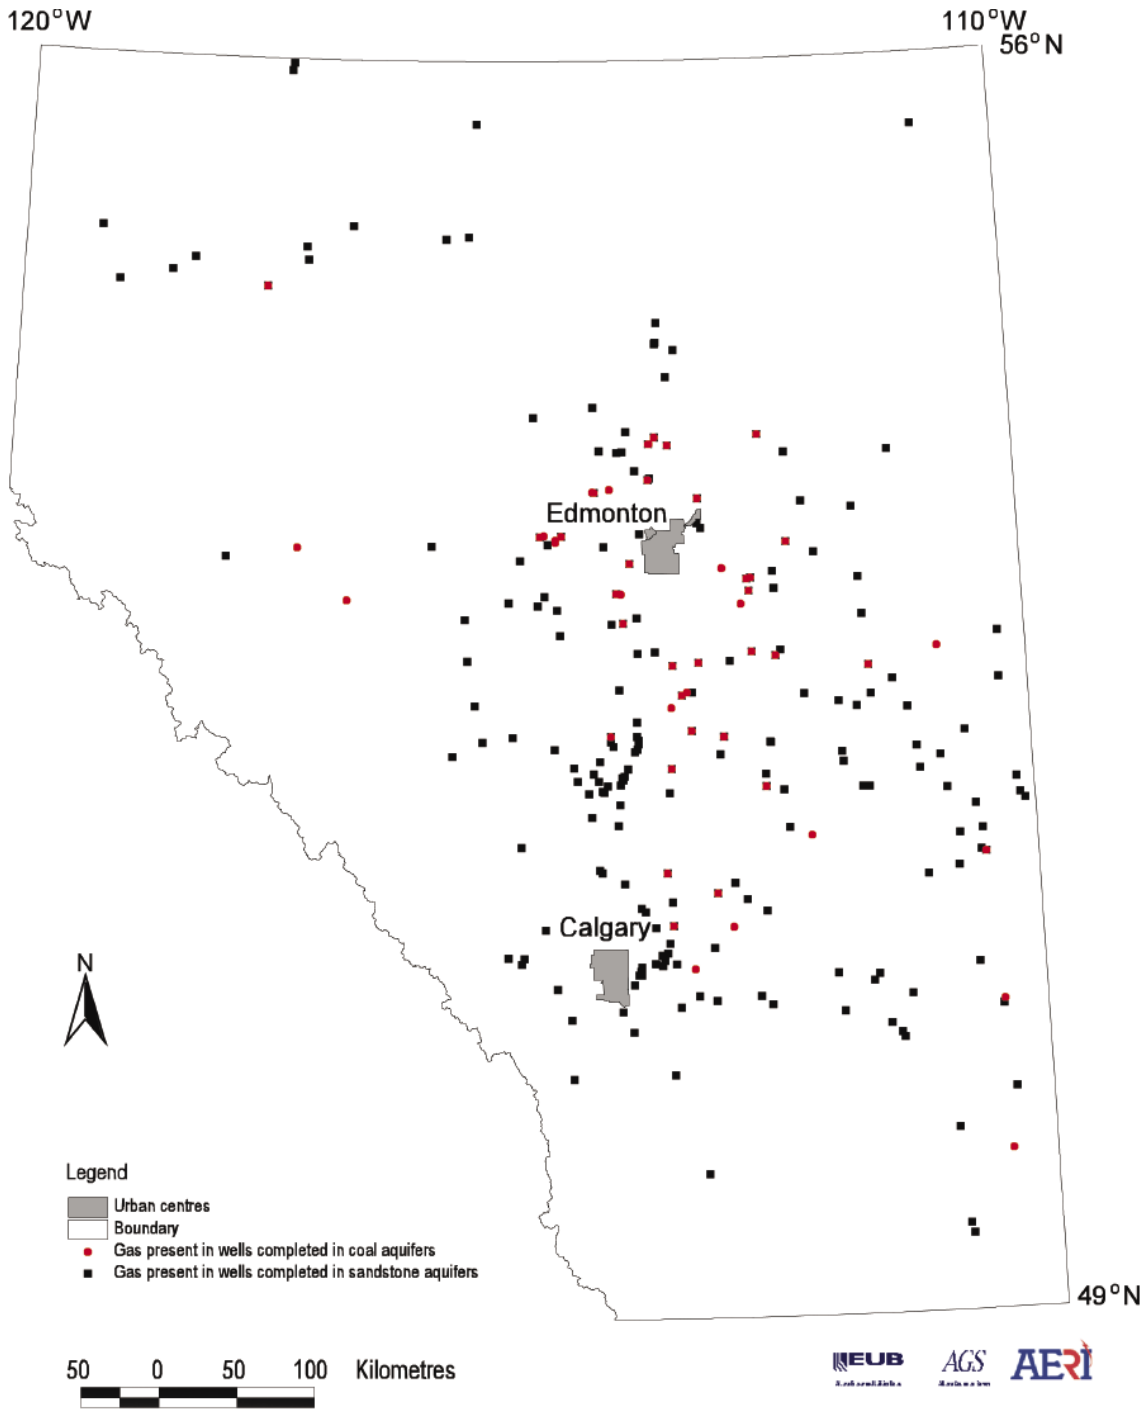 120°W
110°W
56°N
Edmonton
Calgary
N
Legend
Urban centres
Boundary
Gas present in wells completed in coal aquifers
Gas present in wells completed in sandstone aquifers
49°N
50 0 50 100 Kilometres
EUB AGS AERI